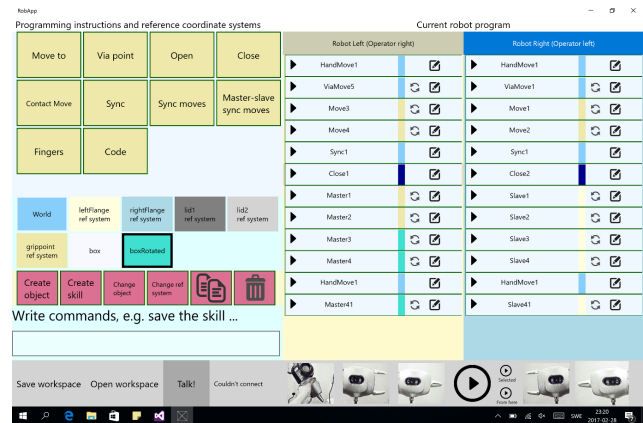 RobApp
Programming instructions and reference coordinate systems
Current robot program
Move to
Via point
Open
Close
Contact Move
Sync
Sync moves
Master-slave
sync moves
Fingers
Code
World
leftFlange
ref system
rightFlange
ref system
lid1
ref system
lid2
ref system
grippoint
ref system
box
boxRotated
Create
object
Create
skill
Change
object
Change ref
system
Write commands, e.g. save the skill ...
Save workspace
Open workspace
Talk!
Couldn't connect
Robot Left (Operator right)
Robot Right (Operator left)
HandMove1
HandMove1
ViaMove5
ViaMove1
Move3
Move1
Move4
Move2
Sync1
Sync1
Close1
Close2
Master1
Slave1
Master2
Slave2
Master3
Slave3
Master4
Slave4
HandMove1
HandMove1
Master41
Slave41
Selected
From here
SWE
23:20
2017-02-28